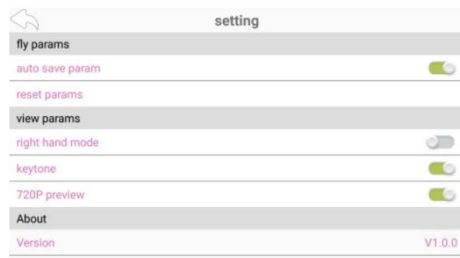 setting
fly params
auto save param
reset params
view params
right hand mode
keytone
720P preview
About
Version V1.0.0